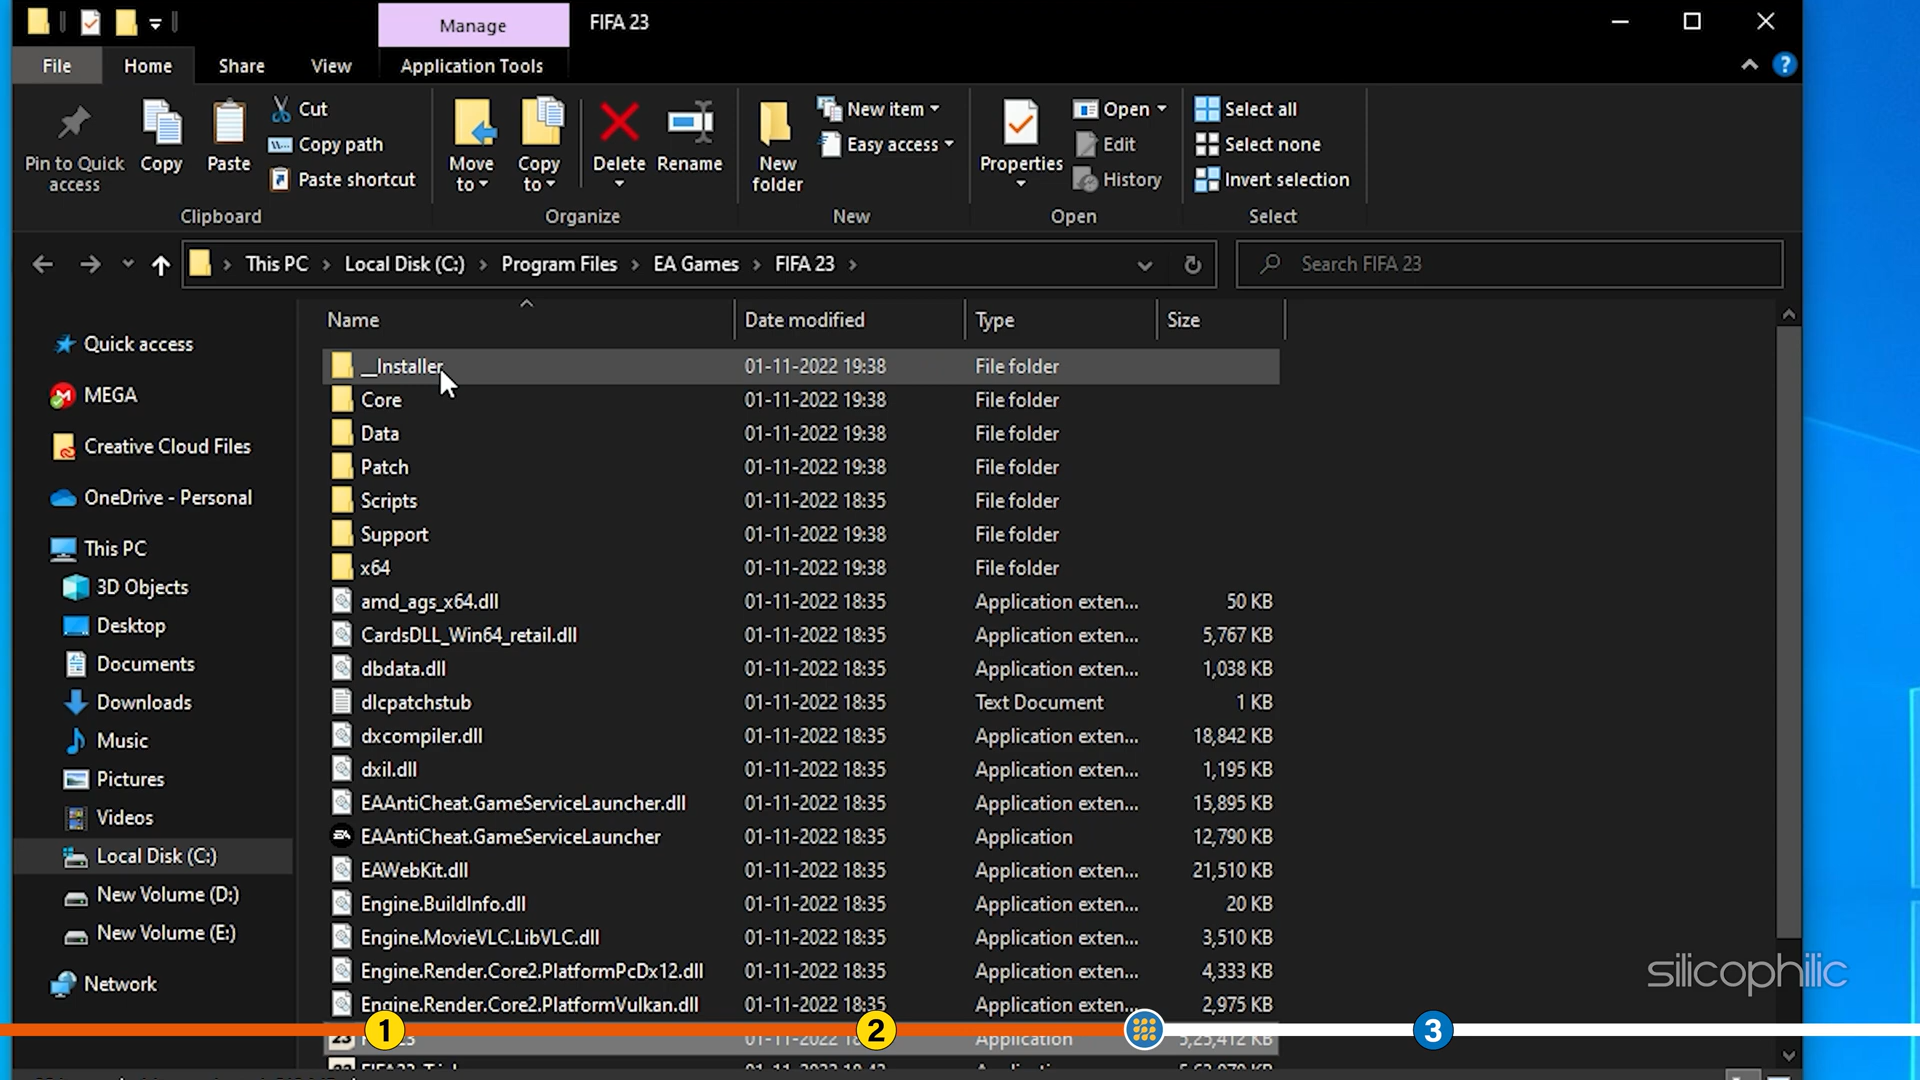 Manage
FIFA 23
File
Home
Share
View
Application Tools
Pin to Quick access
Copy
Paste
Cut
Copy path
Paste shortcut
Clipboard
Move to
Copy to
Delete
Rename
Organize
New folder
New item
Easy access
New
Properties
Open
Edit
History
Open
Select all
Select none
Invert selection
Select
This PC > Local Disk (C:) > Program Files > EA Games > FIFA 23 >
Search FIFA 23
Quick access
MEGA
Creative Cloud Files
OneDrive - Personal
This PC
3D Objects
Desktop
Documents
Downloads
Music
Pictures
Videos
Local Disk (C:)
New Volume (D:)
New Volume (E:)
Network
Name Date modified Type Size
__Installer 01-11-2022 19:38 File folder
Core 01-11-2022 19:38 File folder
Data 01-11-2022 19:38 File folder
Patch 01-11-2022 19:38 File folder
Scripts 01-11-2022 18:35 File folder
Support 01-11-2022 19:38 File folder
x64 01-11-2022 19:38 File folder
amd_ags_x64.dll 01-11-2022 18:35 Application exten... 50 KB
CardsDLL_Win64_retail.dll 01-11-2022 18:35 Application exten... 5,767 KB
dbdata.dll 01-11-2022 18:35 Application exten... 1,038 KB
dlcpatchstub 01-11-2022 18:35 Text Document 1 KB
dxcompiler.dll 01-11-2022 18:35 Application exten... 18,842 KB
dxil.dll 01-11-2022 18:35 Application exten... 1,195 KB
EAAntiCheat.GameServiceLauncher.dll 01-11-2022 18:35 Application exten... 15,895 KB
EAAntiCheat.GameServiceLauncher 01-11-2022 18:35 Application 12,790 KB
EAWebKit.dll 01-11-2022 18:35 Application exten... 21,510 KB
Engine.BuildInfo.dll 01-11-2022 18:35 Application exten... 20 KB
Engine.MovieVLC.LibVLC.dll 01-11-2022 18:35 Application exten... 3,510 KB
Engine.Render.Core2.PlatformPcDx12.dll 01-11-2022 18:35 Application exten... 4,333 KB
Engine.Render.Core2.PlatformVulkan.dll 01-11-2022 18:35 Application exten... 2,975 KB
01-11-2022 18:35 Application
silicophilic
1 2 3